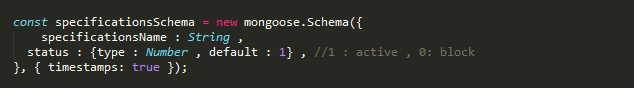 const specificationsSchema = new mongoose.Schema({
    specificationsName : String ,
  status : {type : Number , default : 1} , //1 : active , 0: block
}, { timestamps: true });